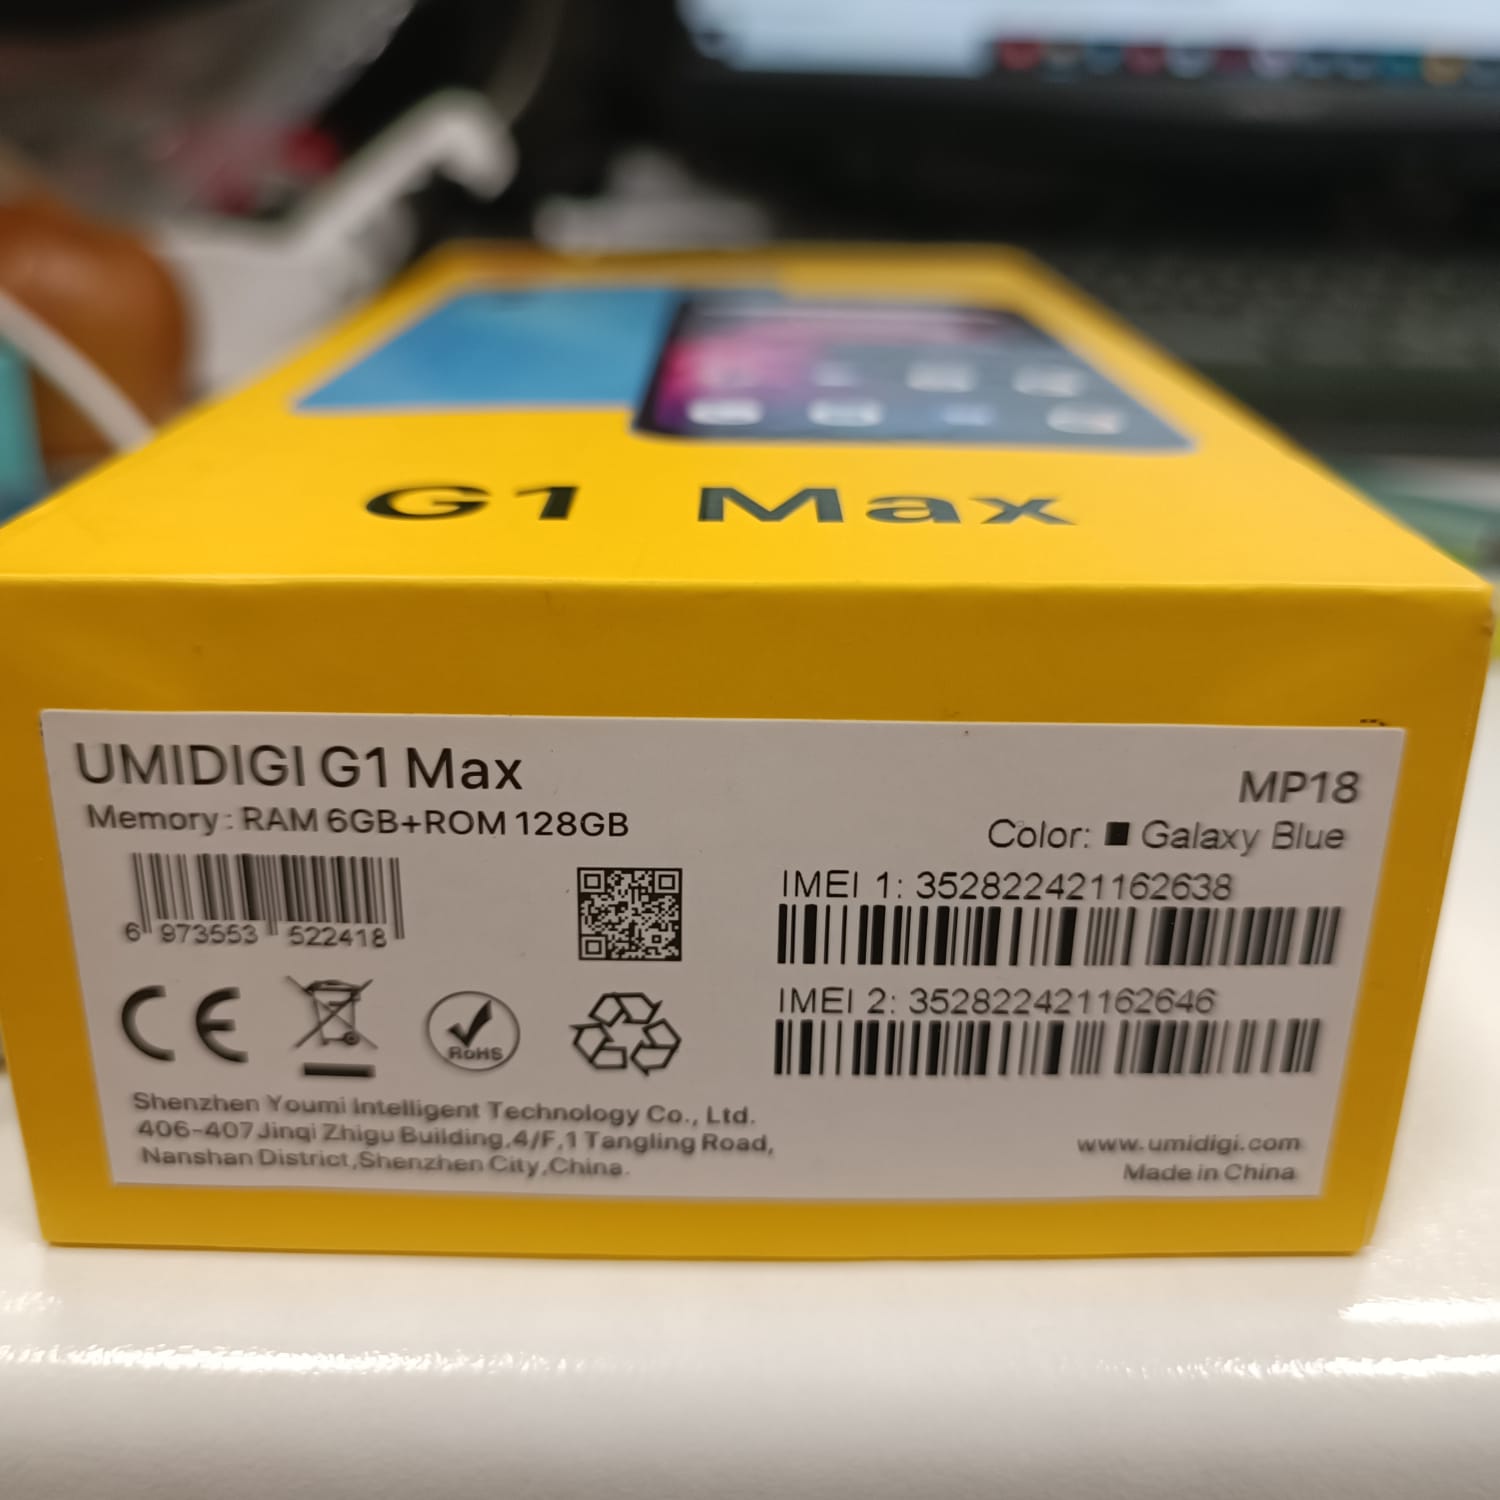 G1 Max
UMIDIGI G1 Max
Memory: RAM 6GB+ROM 128GB
MP18
Color: Galaxy Blue
6 973553 522418
IMEI 1: 352822421162638
IMEI 2: 352822421162646
CE
RoHS
Shenzhen Youmi Intelligent Technology Co., Ltd.
406-407 Jinqi Zhigu Building,4/F,1 Tangling Road,
Nanshan District,Shenzhen City,China.
www.umidigi.com
Made in China